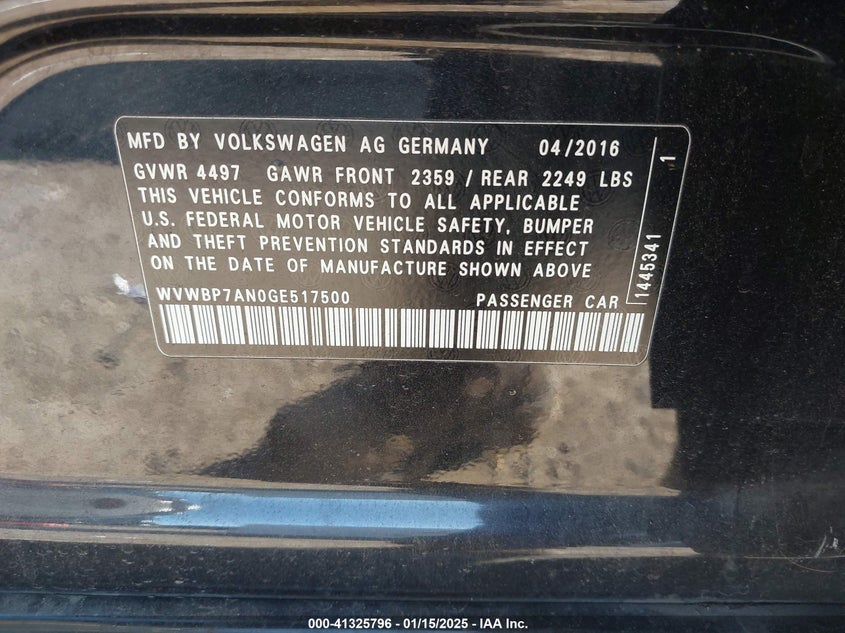 MFD BY VOLKSWAGEN AG GERMANY 04/2016
GVWR 4497 GAWR FRONT 2359 / REAR 2249 LBS
THIS VEHICLE CONFORMS TO ALL APPLICABLE
U.S. FEDERAL MOTOR VEHICLE SAFETY, BUMPER
AND THEFT PREVENTION STANDARDS IN EFFECT
ON THE DATE OF MANUFACTURE SHOWN ABOVE
WVWBP7AN0GE517500 PASSENGER CAR
1445341 1
000-41325796 - 01/15/2025 - IAA Inc.